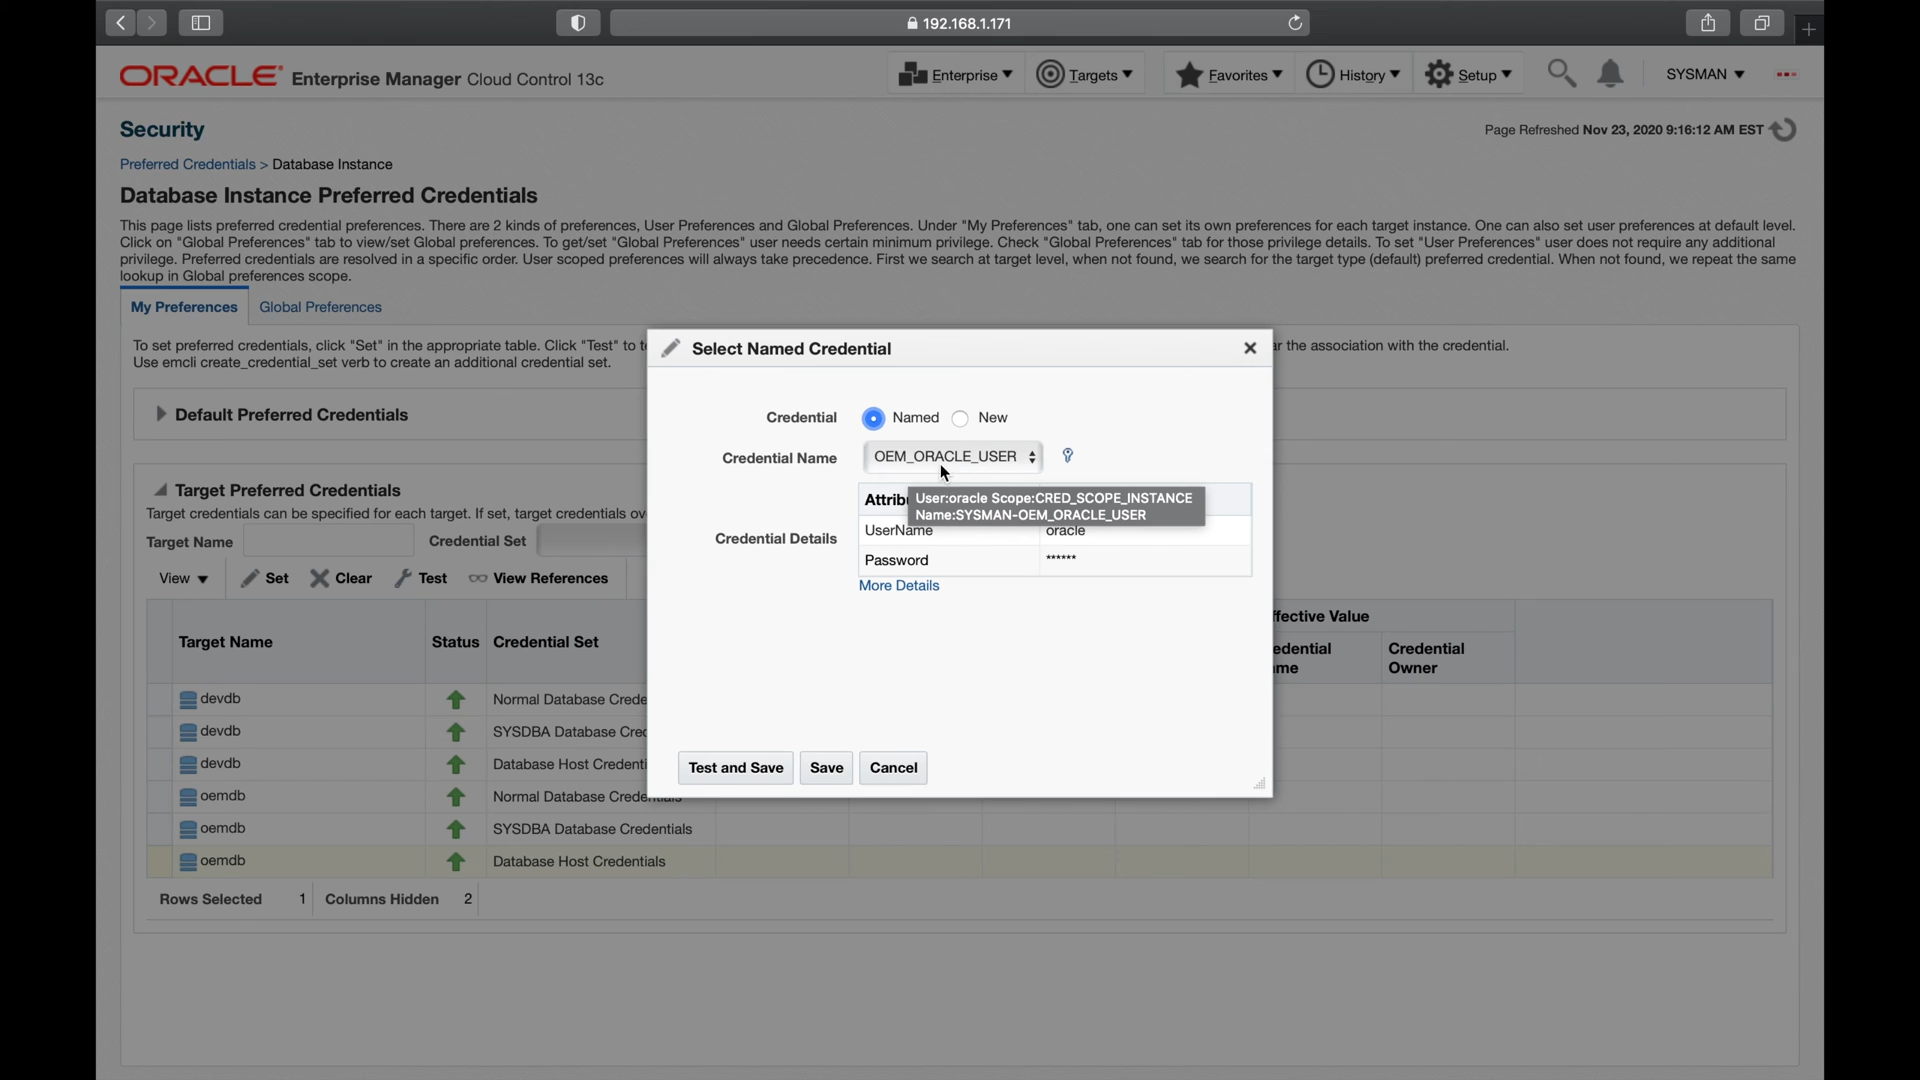 192.168.1.171
ORACLE Enterprise Manager Cloud Control 13c
Enterprise
Targets
Favorites
History
Setup
SYSMAN
Security
Page Refreshed Nov 23, 2020 9:16:12 AM EST
Preferred Credentials > Database Instance
Database Instance Preferred Credentials
This page lists preferred credential preferences. There are 2 kinds of preferences, User Preferences and Global Preferences. Under "My Preferences" tab, one can set its own preferences for each target instance. One can also set user preferences at default level.
Click on "Global Preferences" tab to view/set Global preferences. To get/set "Global Preferences" user needs certain minimum privilege. Check "Global Preferences" tab for those privilege details. To set "User Preferences" user does not require any additional
privilege. Preferred credentials are resolved in a specific order. User scoped preferences will always take precedence. First we search at target level, when not found, we search for the target type (default) preferred credential. When not found, we repeat the same
lookup in Global preferences scope.
My Preferences
Global Preferences
To set preferred credentials, click "Set" in the appropriate table. Click "Test" to
the association with the credential.
Use emcli create_credential_set verb to create an additional credential set.
Default Preferred Credentials
Target Preferred Credentials
Target credentials can be specified for each target. If set, target credentials
Target Name
Credential Set
View
Set
Clear
Test
View References
Target Name
Status
Credential Set
Value
Credential
Owner
devdb
Normal Database
devdb
SYSDBA Database
devdb
Database Host
oemdb
Normal Database Credentials
oemdb
SYSDBA Database Credentials
oemdb
Database Host Credentials
Rows Selected 1
Columns Hidden 2
Select Named Credential
Credential
Named
New
Credential Name
OEM_ORACLE_USER
User:oracle Scope:CRED_SCOPE_INSTANCE
Name:SYSMAN-OEM_ORACLE_USER
Credential Details
UserName
oracle
Password
******
More Details
Test and Save
Save
Cancel